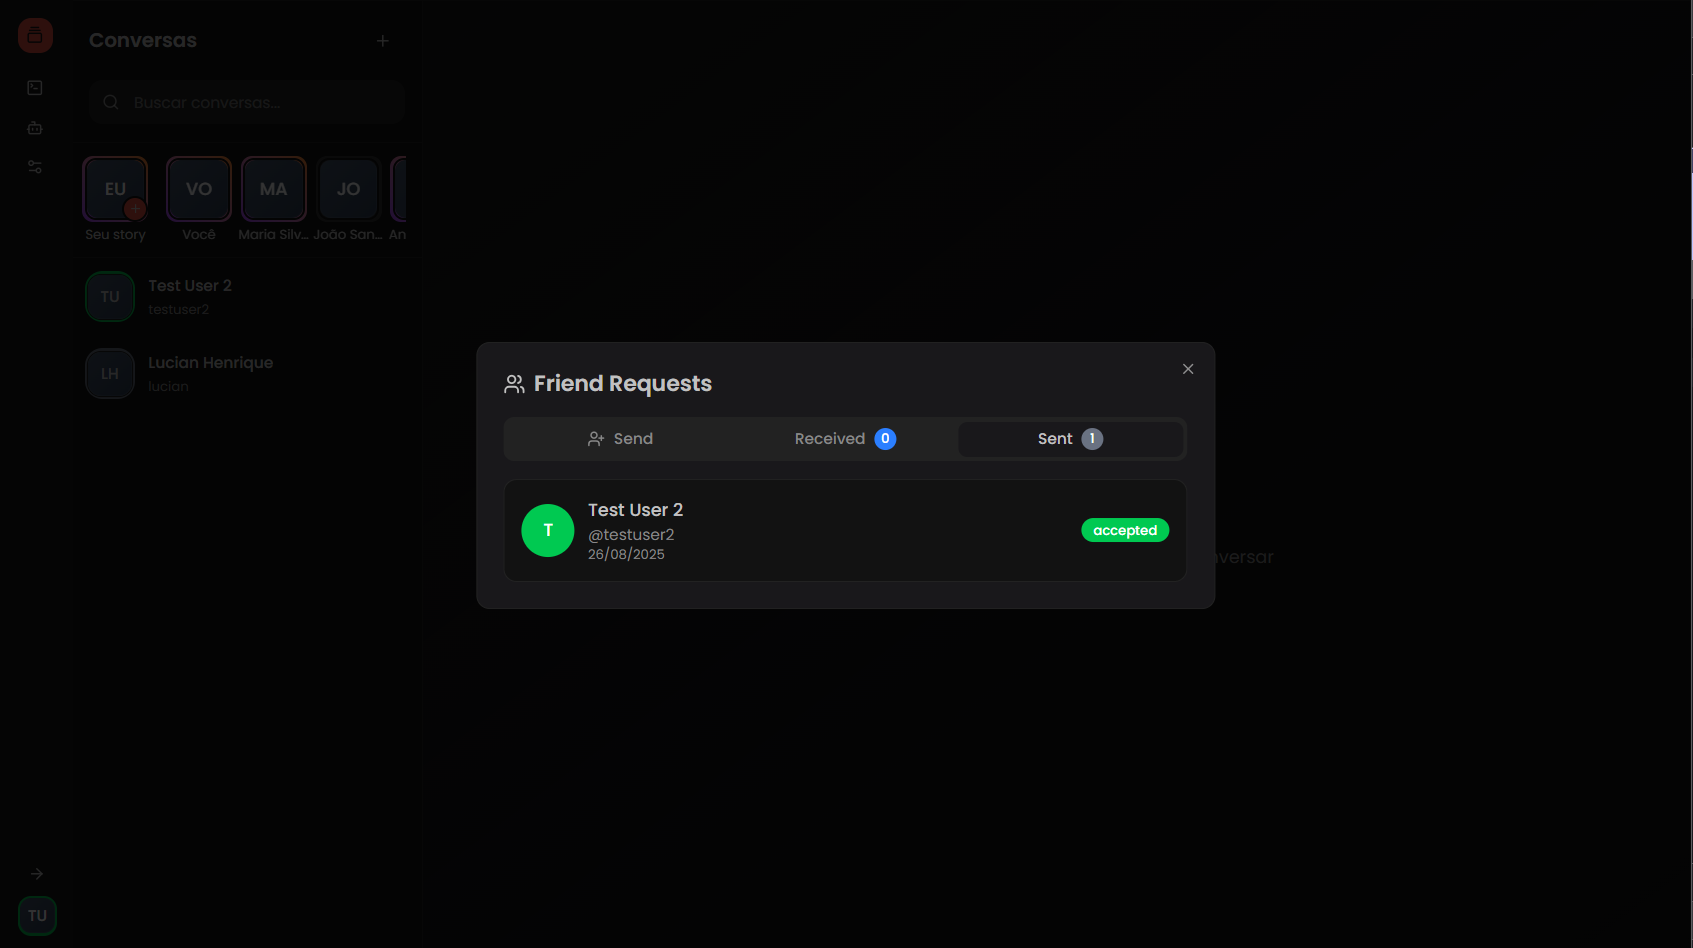 Conversas
Buscar conversas...
EU
VO
MA
JO
Seu story
Você
Maria Silv...
João San...
An
TU
Test User 2
testuser2
LH
Lucian Henrique
lucian
Friend Requests
Send
Received 0
Sent 1
T
Test User 2
@testuser2
26/08/2025
accepted
nversar
TU